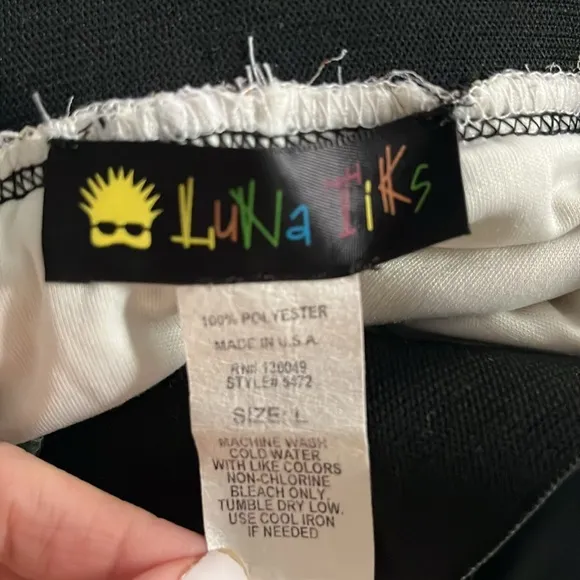 LuNa TiKs
100% POLYESTER
MADE IN U.S.A.
RN# 136049
STYLE# 5472
SIZE: L
MACHINE WASH
COLD WATER
WITH LIKE COLORS
NON-CHLORINE
BLEACH ONLY,
TUMBLE DRY LOW.
USE COOL IRON
IF NEEDED